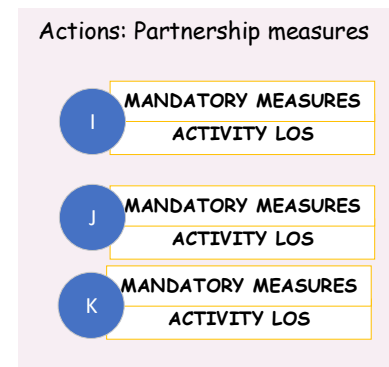 Actions: Partnership measures
I
MANDATORY MEASURES
ACTIVITY LOS
J
MANDATORY MEASURES
ACTIVITY LOS
K
MANDATORY MEASURES
ACTIVITY LOS